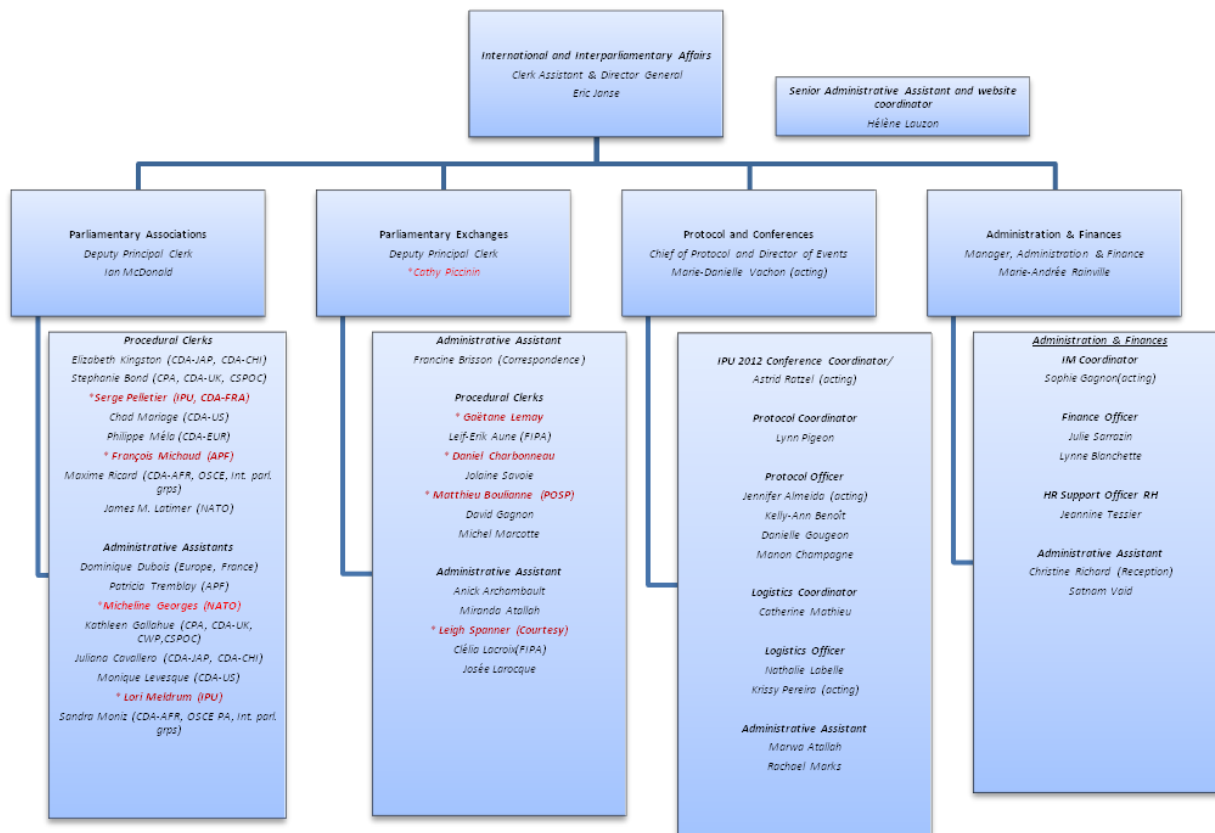 International and Interparliamentary Affairs
Clerk Assistant & Director General
Eric Janse
Senior Administrative Assistant and website
coordinator
Hélène Lauzon
Parliamentary Associations
Deputy Principal Clerk
Ian McDonald
Parliamentary Exchanges
Deputy Principal Clerk
*Cathy Piccinin
Protocol and Conferences
Chief of Protocol and Director of Events
Marie-Danielle Vachon (acting)
Administration & Finances
Manager, Administration & Finance
Marie-Andrée Rainville
Procedural Clerks
Elizabeth Kingston (CDA-JAP, CDA-CHI)
Stephanie Bond (CPA, CDA-UK, CSPOC)
*Serge Pelletier (IPU, CDA-FRA)
Chad Mariage (CDA-US)
Philippe Méla (CDA-EUR)
* François Michaud (APF)
Maxime Ricard (CDA-AFR, OSCE, Int. parl.
grps)
James M. Latimer (NATO)
Administrative Assistants
Dominique Dubois (Europe, France)
Patricia Tremblay (APF)
*Micheline Georges (NATO)
Kathleen Gallahue (CPA, CDA-UK,
CWP,CSPOC)
Juliana Cavallero (CDA-JAP, CDA-CHI)
Monique Levesque (CDA-US)
* Lori Meldrum (IPU)
Sandra Moniz (CDA-AFR, OSCE PA, Int. parl.
grps)
Administrative Assistant
Francine Brisson (Correspondence)
Procedural Clerks
* Gaëtane Lemay
Leif-Erik Aune (FIPA)
* Daniel Charbonneau
Jolaine Savoie
* Matthieu Boulianne (POSP)
David Gagnon
Michel Marcotte
Administrative Assistant
Anick Archambault
Miranda Atallah
* Leigh Spanner (Courtesy)
Clélia Lacroix(FIPA)
Josée Larocque
IPU 2012 Conference Coordinator/
Astrid Ratzel (acting)
Protocol Coordinator
Lynn Pigeon
Protocol Officer
Jennifer Almeida (acting)
Kelly-Ann Benoît
Danielle Gougeon
Manon Champagne
Logistics Coordinator
Catherine Mathieu
Logistics Officer
Nathalie Labelle
Krissy Pereira (acting)
Administrative Assistant
Marwa Atallah
Rachael Marks
Administration & Finances
IM Coordinator
Sophie Gagnon(acting)
Finance Officer
Julie Sarrazin
Lynne Blanchette
HR Support Officer RH
Jeannine Tessier
Administrative Assistant
Christine Richard (Reception)
Satnam Vaid